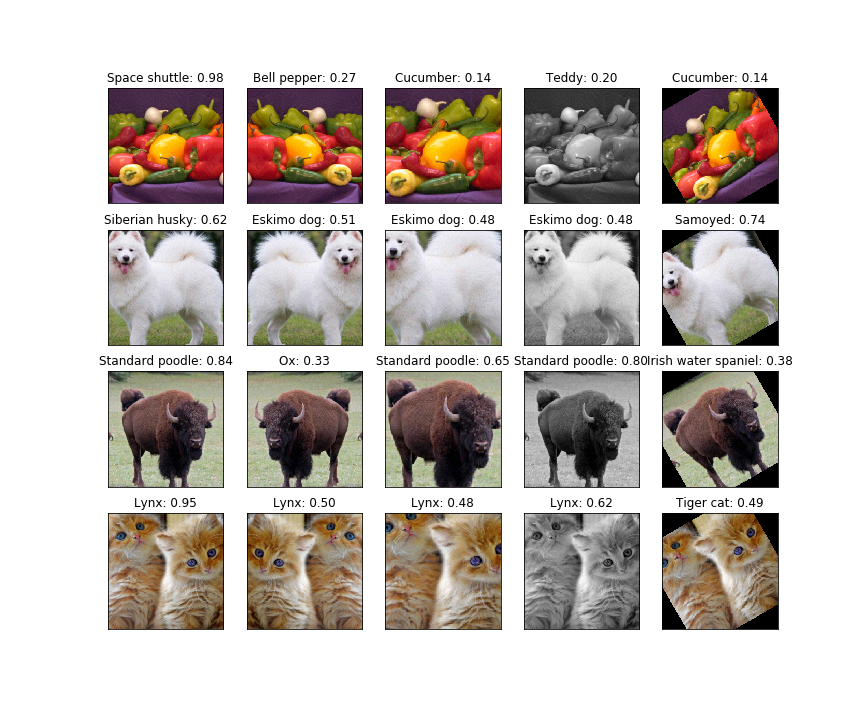 Space shuttle: 0.98 Bell pepper: 0.27 Cucumber: 0.14 Teddy: 0.20 Cucumber: 0.14
Siberian husky: 0.62 Eskimo dog: 0.51 Eskimo dog: 0.48 Eskimo dog: 0.48 Samoyed: 0.74
Standard poodle: 0.84 Ox: 0.33 Standard poodle: 0.65 Standard poodle: 0.80 Irish water spaniel: 0.38
Lynx: 0.95 Lynx: 0.50 Lynx: 0.48 Lynx: 0.62 Tiger cat: 0.49